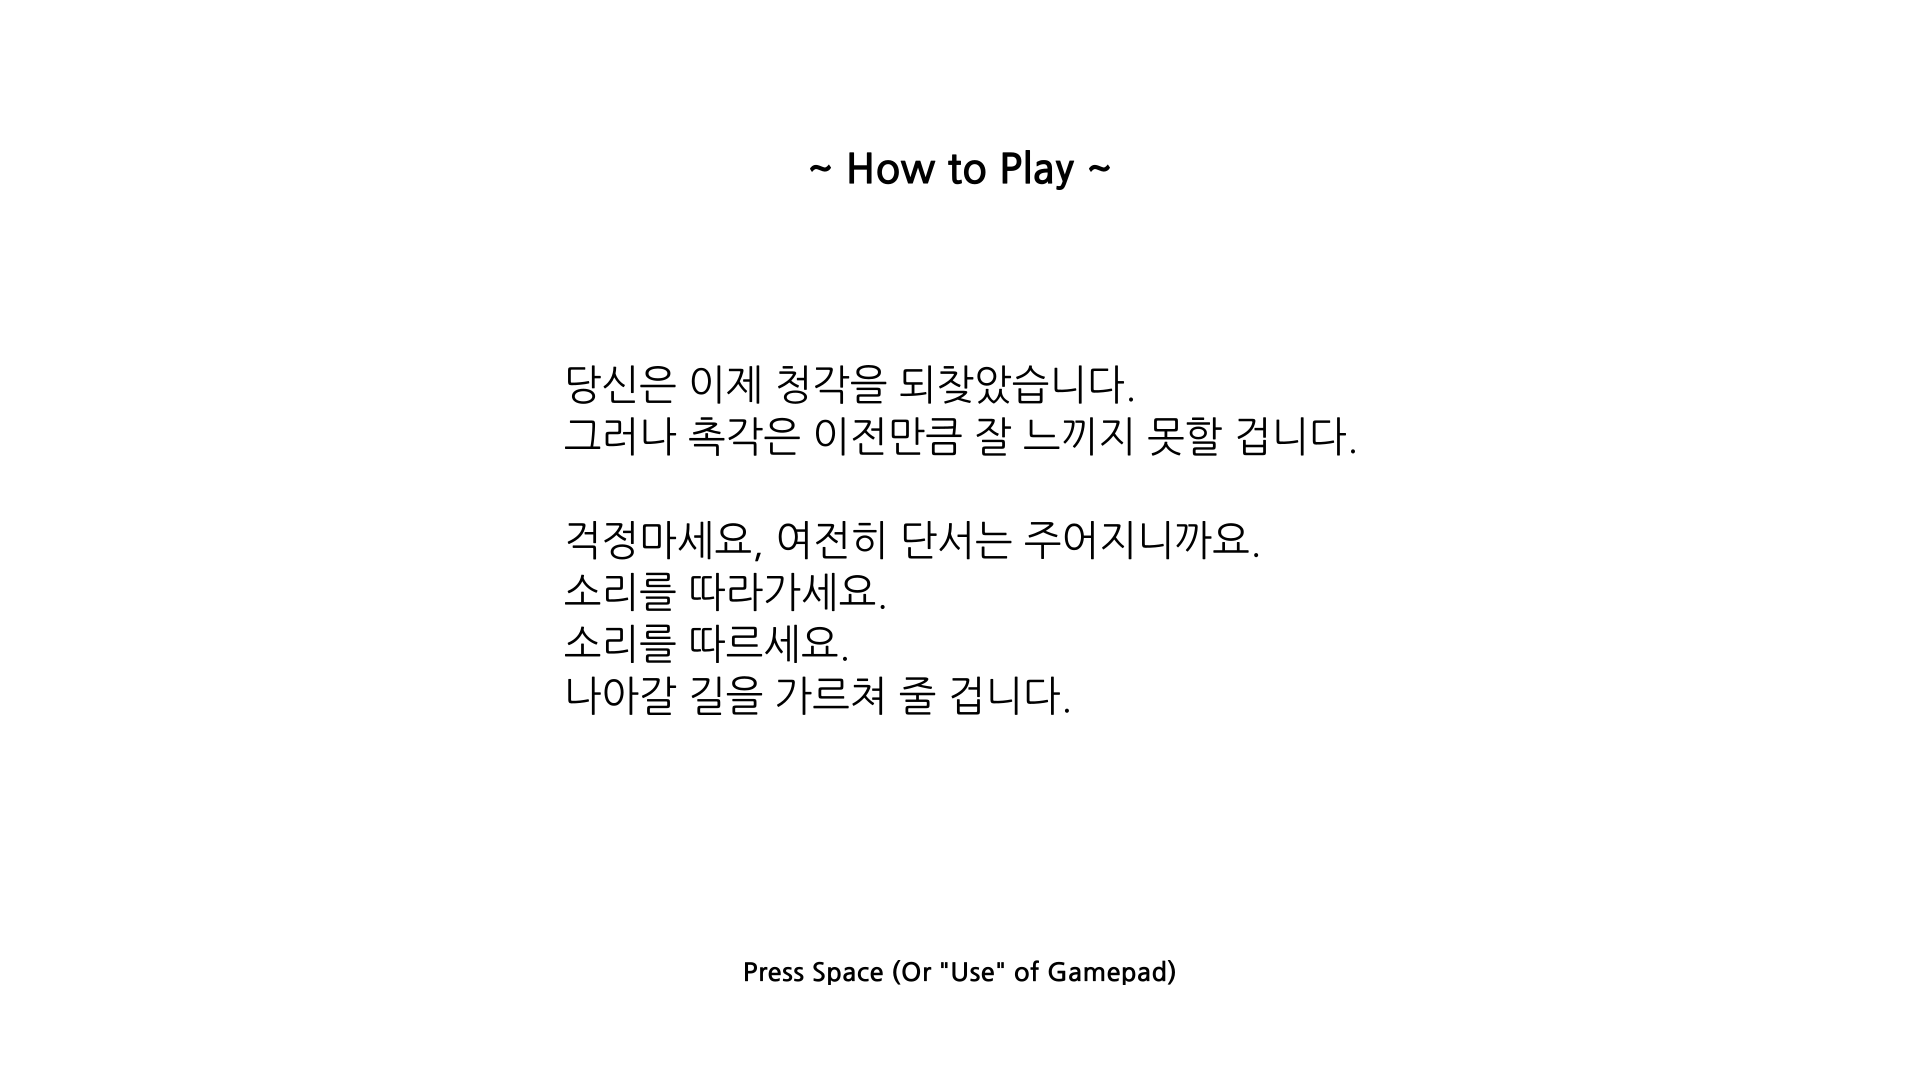 ~ How to Play ~
당신은 이제 청각을 되찾았습니다.
그러나 촉각은 이전만큼 잘 느끼지 못할 겁니다.
걱정마세요, 여전히 단서는 주어지니까요.
소리를 따라가세요.
소리를 따르세요.
나아갈 길을 가르쳐 줄 겁니다.
Press Space (Or "Use" of Gamepad)